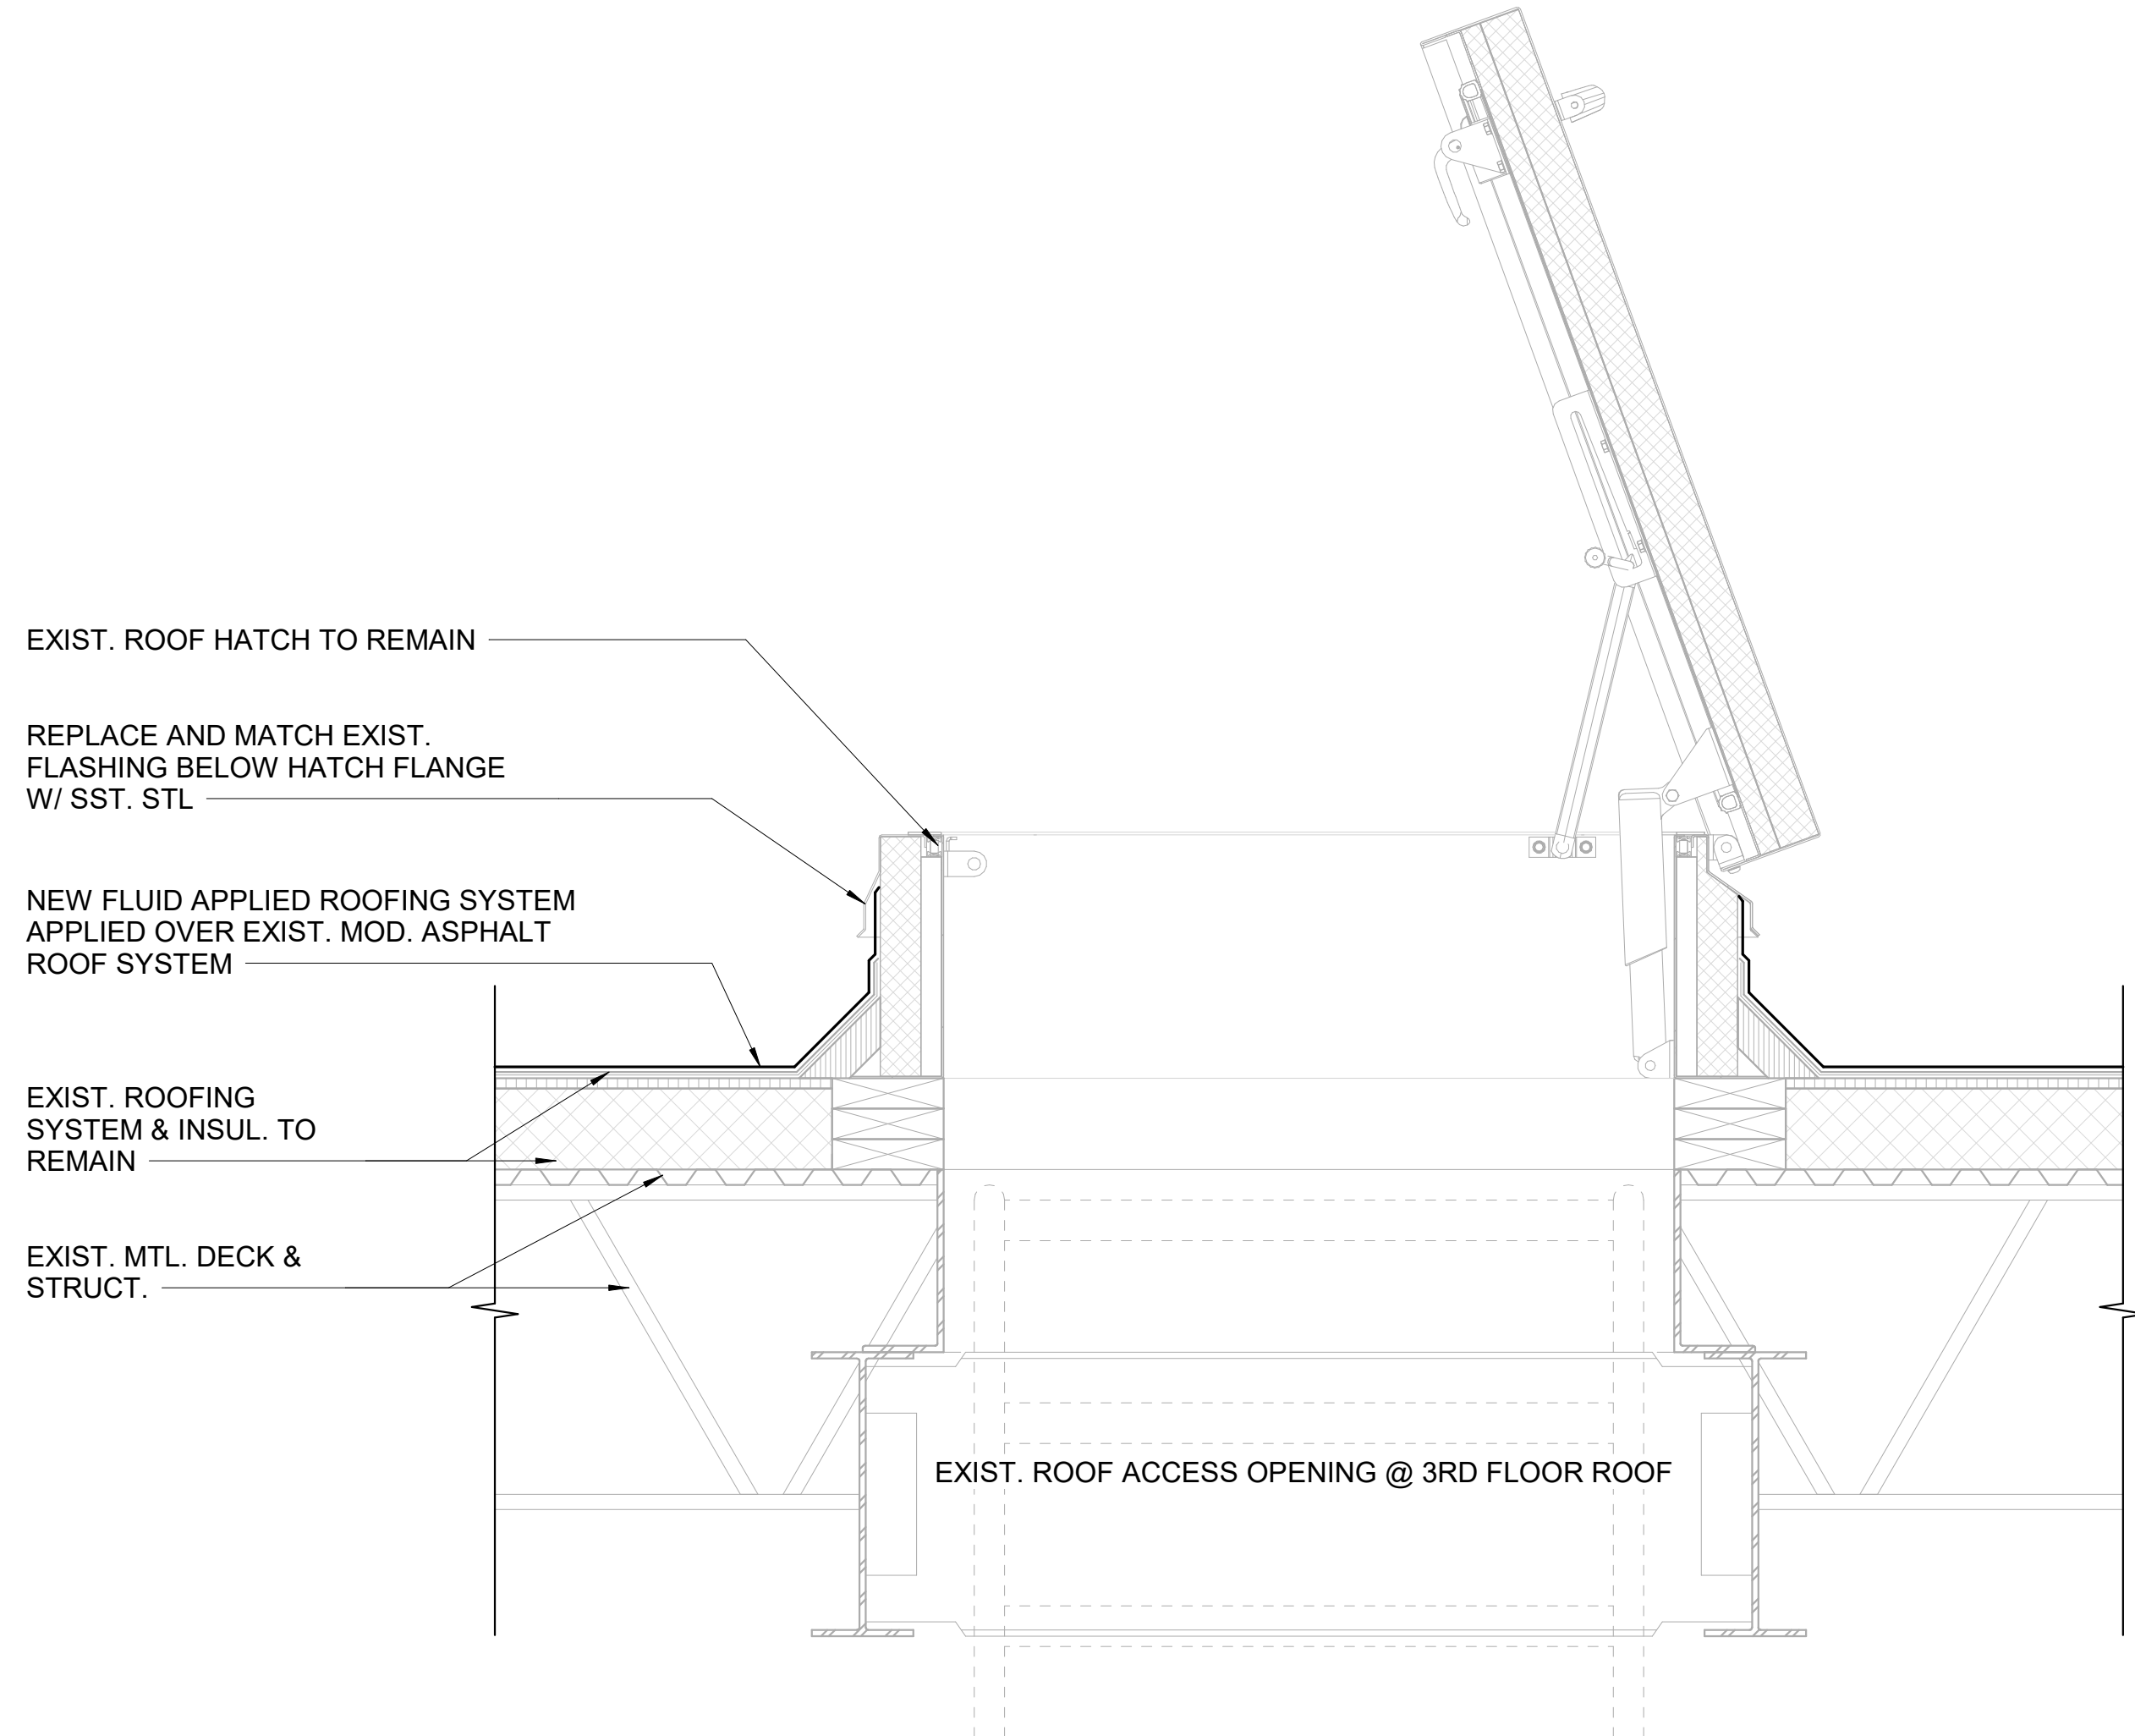 EXIST. ROOF HATCH TO REMAIN
REPLACE AND MATCH EXIST.
FLASHING BELOW HATCH FLANGE
W/ SST. STL
NEW FLUID APPLIED ROOFING SYSTEM
APPLIED OVER EXIST. MOD. ASPHALT
ROOF SYSTEM
EXIST. ROOFING
SYSTEM & INSUL. TO
REMAIN
EXIST. MTL. DECK &
STRUCT.
EXIST. ROOF ACCESS OPENING @ 3RD FLOOR ROOF